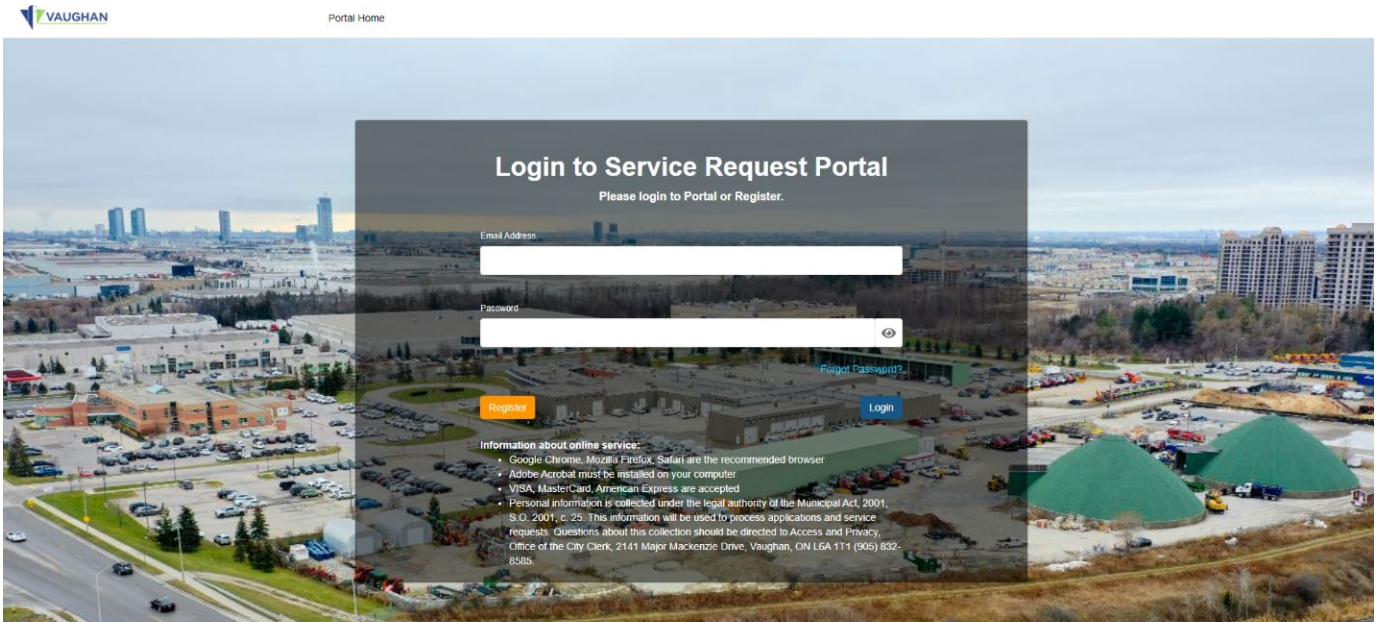 VAUGHAN
Portal Home
Login to Service Request Portal
Please login to Portal or Register.
Email Address
Password
Forgot Password?
Register
Login
Information about online service:
Google Chrome, Mozilla Firefox, Safari are the recommended browser
Adobe Acrobat must be installed on your computer
VISA, MasterCard, American Express are accepted
Personal information is collected under the legal authority of the Municipal Act, 2001,
S.O. 2001, c. 25. This information will be used to process applications and service
requests. Questions about this collection should be directed to Access and Privacy,
Office of the City Clerk, 2141 Major Mackenzie Drive, Vaughan, ON L6A 1T1 (905) 832-
8585.